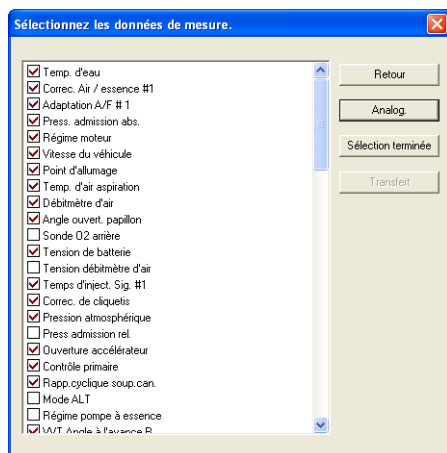 Sélectionnez les données de mesure.
Temp. d'eau
Correc. Air / essence #1
Adaptation A/F # 1
Press. admission abs.
Régime moteur
Vitesse du véhicule
Point d'allumage
Temp. d'air aspiration
Débitmètre d'air
Angle ouvert. papillon
Sonde O2 arrière
Tension de batterie
Tension débitmètre d'air
Temps d'inject. Sig. #1
Correc. de cliquetis
Pression atmosphérique
Press admission rel.
Ouverture accélérateur
Contrôle primaire
Rapp.cyclique soup.can.
Mode ALT
Régime pompe à essence
VVT Angle à l'avance R
Retour
Analog.
Sélection terminée
Transfert